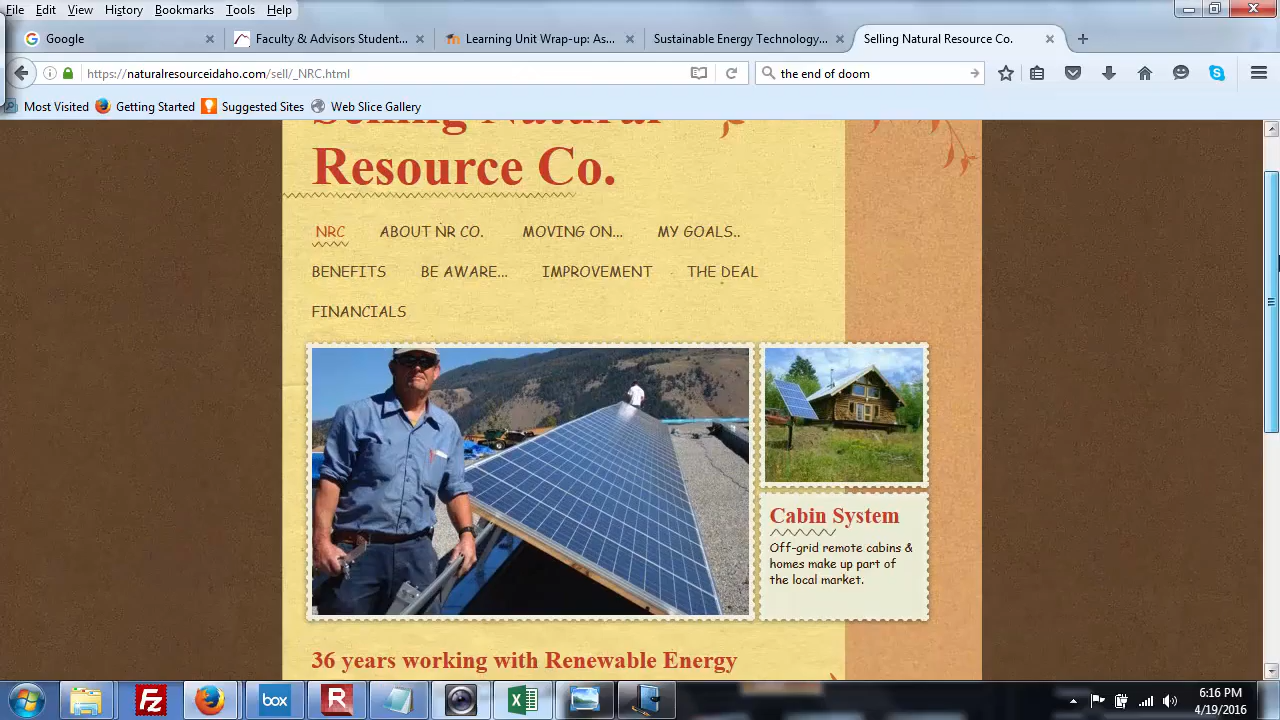 File Edit View History Bookmarks Tools Help
Google
Faculty & Advisors Student...
Learning Unit Wrap-up: As...
Sustainable Energy Technology...
Selling Natural Resource Co.
https://naturalresourceidaho.com/sell/_NRC.html
the end of doom
Most Visited Getting Started Suggested Sites Web Slice Gallery
Selling Natural
Resource Co.
NRC ABOUT NR CO. MOVING ON... MY GOALS..
BENEFITS BE AWARE... IMPROVEMENT THE DEAL
FINANCIALS
Cabin System
Off-grid remote cabins &
homes make up part of
the local market.
36 years working with Renewable Energy
Fz
box
R
6:16 PM
4/19/2016